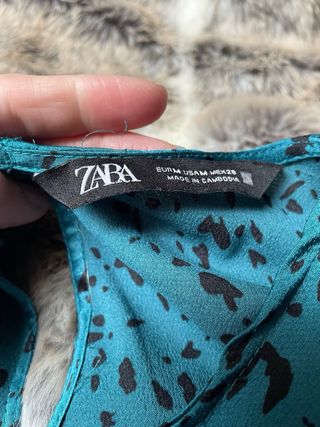 ZARA
EUR M USA M MEX 28
MADE IN CAMBODIA